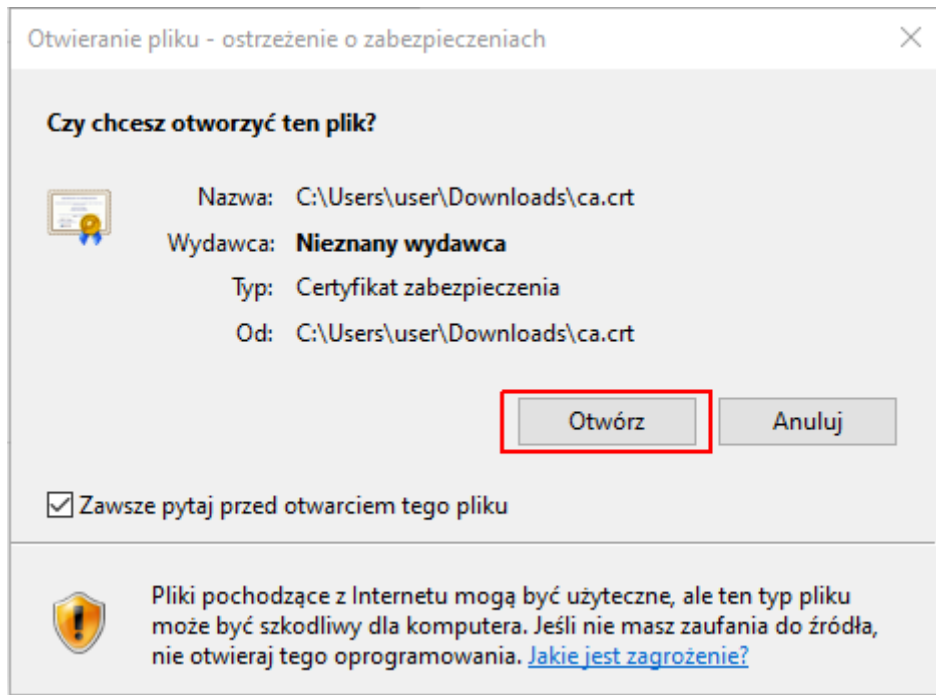 Otwieranie pliku - ostrzeżenie o zabezpieczeniach
Czy chcesz otworzyć ten plik?
Nazwa: C:\Users\user\Downloads\ca.crt
Wydawca: Nieznany wydawca
Typ: Certyfikat zabezpieczenia
Od: C:\Users\user\Downloads\ca.crt
Otwórz Anuluj
Zawsze pytaj przed otwarciem tego pliku
Pliki pochodzące z Internetu mogą być użyteczne, ale ten typ pliku
może być szkodliwy dla komputera. Jeśli nie masz zaufania do źródła,
nie otwieraj tego oprogramowania. Jakie jest zagrożenie?